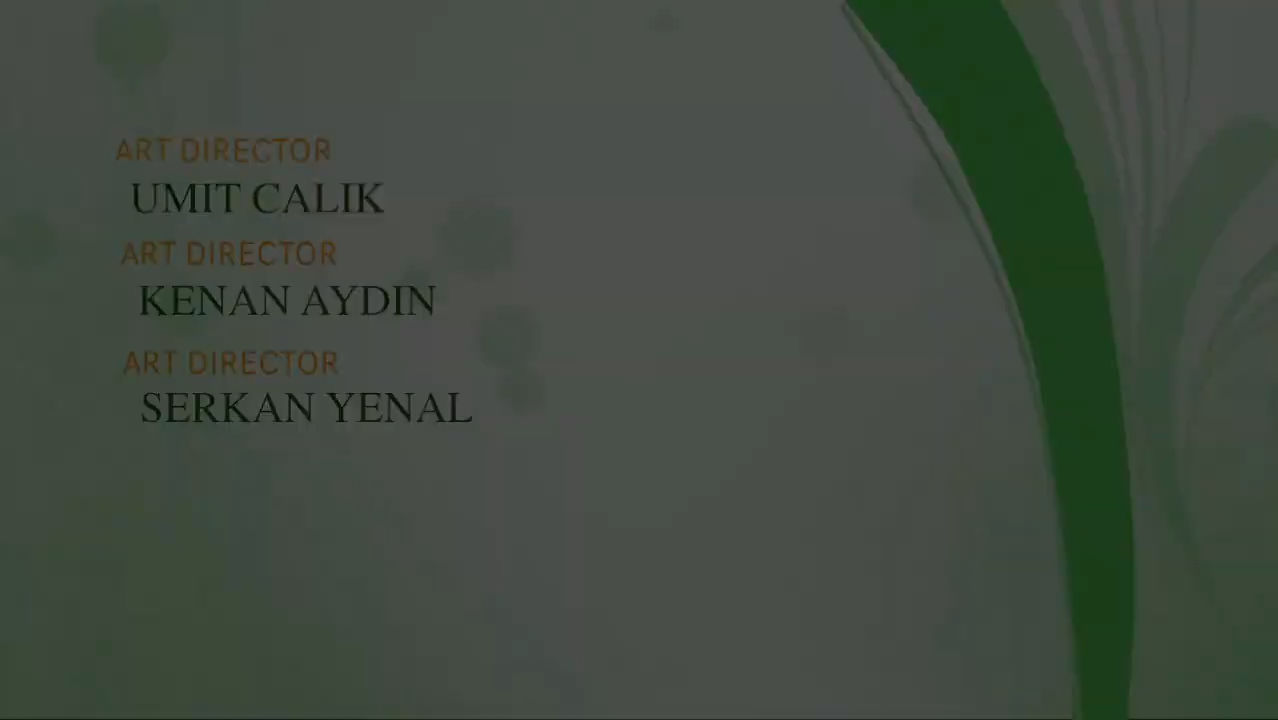 ART DIRECTOR
UMIT CALIK
ART DIRECTOR
KENAN AYDIN
ART DIRECTOR
SERKAN YENAL